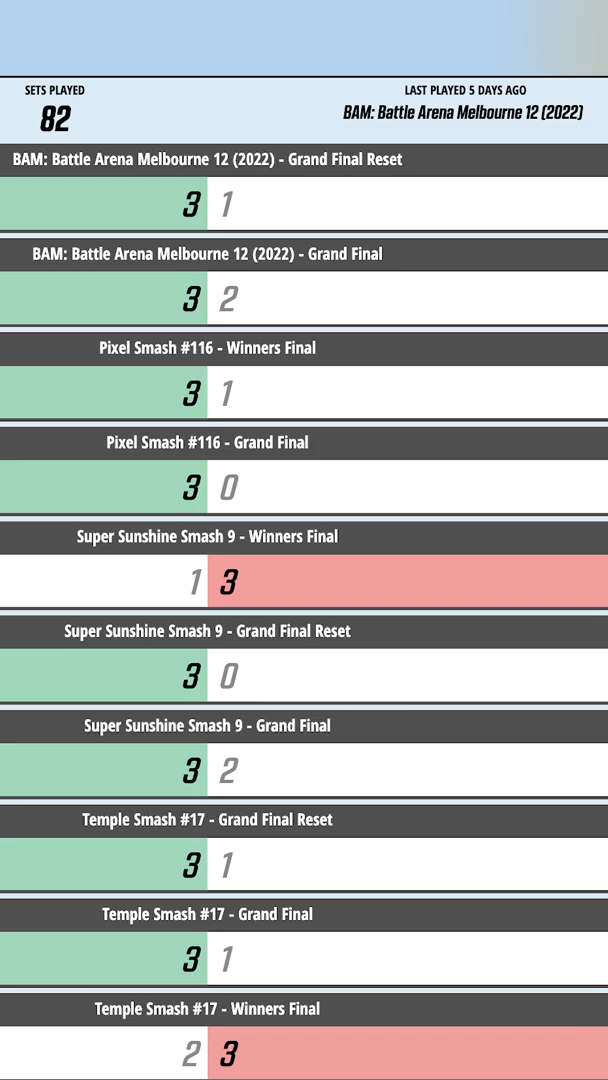 SETS PLAYED
82
LAST PLAYED 5 DAYS AGO
BAM: Battle Arena Melbourne 12 (2022)
BAM: Battle Arena Melbourne 12 (2022) - Grand Final Reset
3 1
BAM: Battle Arena Melbourne 12 (2022) - Grand Final
3 2
Pixel Smash #116 - Winners Final
3 1
Pixel Smash #116 - Grand Final
3 0
Super Sunshine Smash 9 - Winners Final
1 3
Super Sunshine Smash 9 - Grand Final Reset
3 0
Super Sunshine Smash 9 - Grand Final
3 2
Temple Smash #17 - Grand Final Reset
3 1
Temple Smash #17 - Grand Final
3 1
Temple Smash #17 - Winners Final
2 3